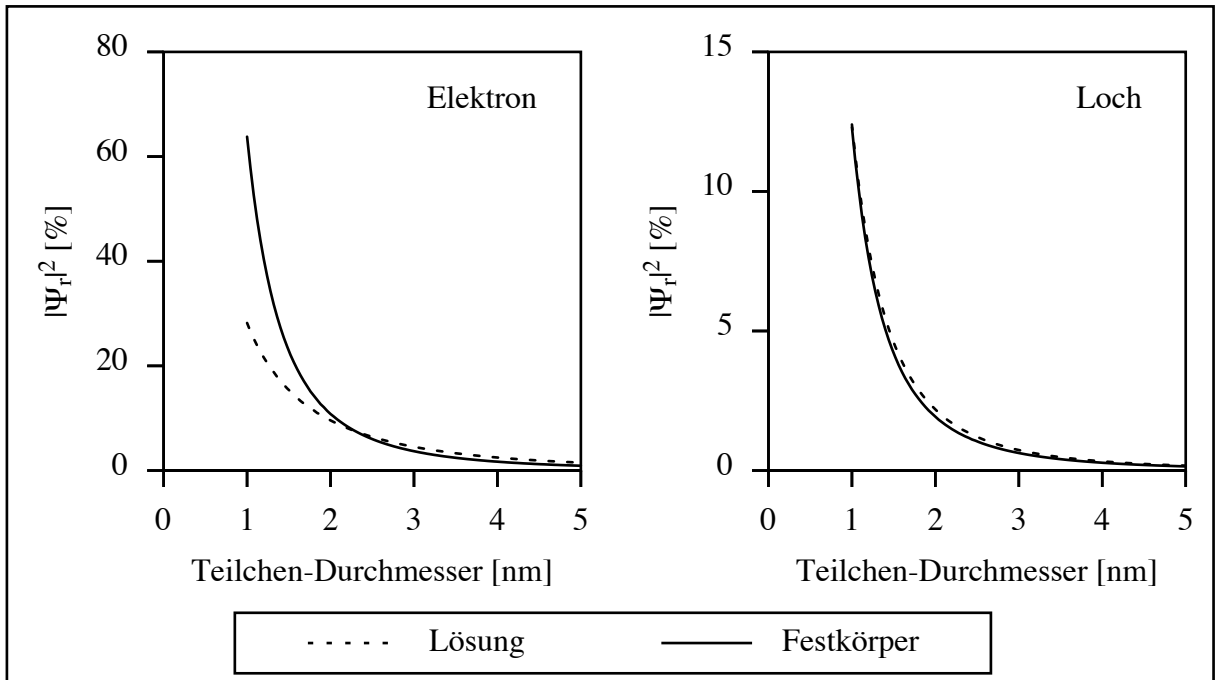 80
60
40
20
0
0 1 2 3 4 5
|Ψr|² [%]
Teilchen-Durchmesser [nm]
Elektron
15
10
5
0
0 1 2 3 4 5
|Ψr|² [%]
Teilchen-Durchmesser [nm]
Loch
Lösung Festkörper